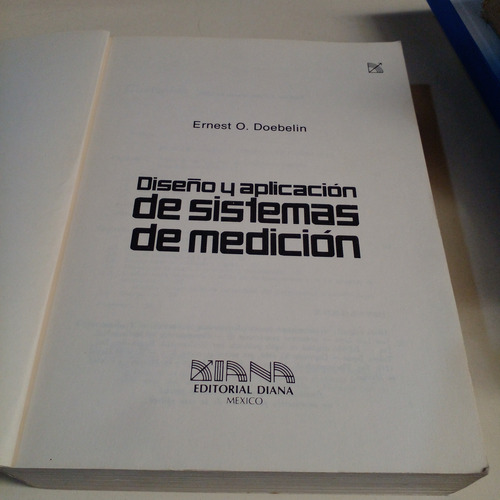 Ernest O. Doebelin
Diseño y aplicación
de sistemas
de medición
DIANA
EDITORIAL DIANA
MEXICO